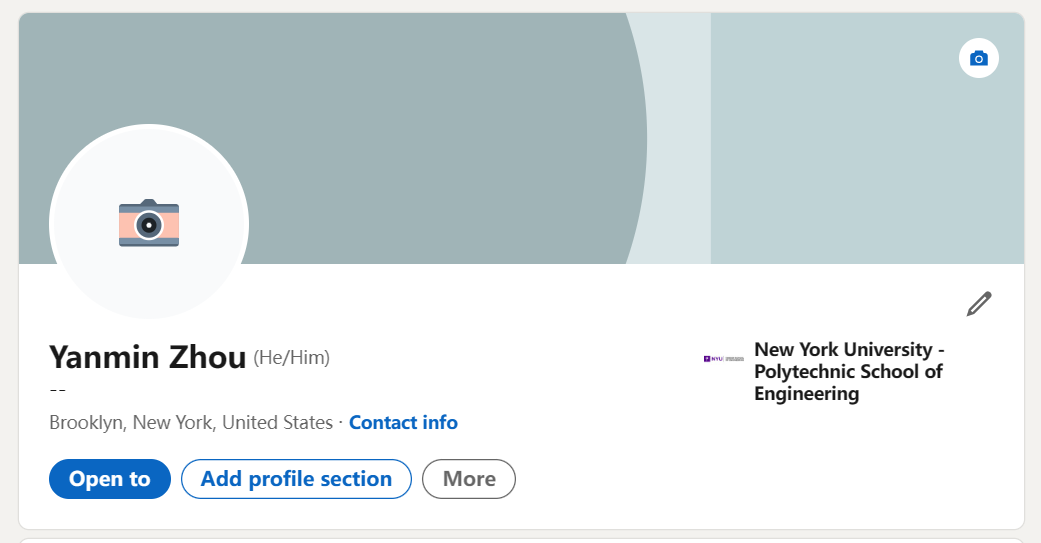 Yanmin Zhou (He/Him)
--
Brooklyn, New York, United States · Contact info
NYU
New York University -
Polytechnic School of
Engineering
Open to
Add profile section
More